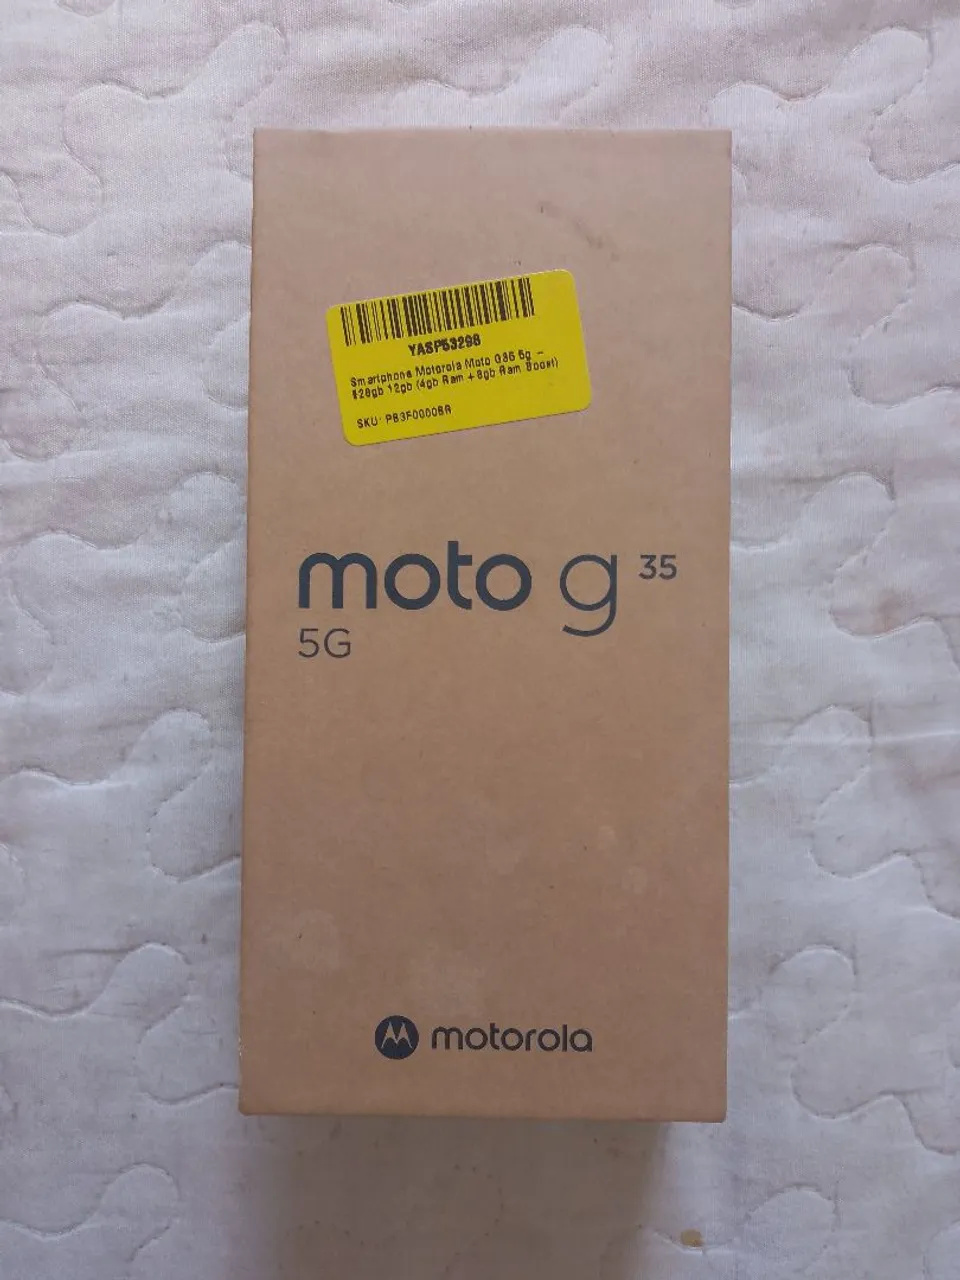 YASP53298
Smartphone Motorola Moto G35 5g –
128gb 12gb (4gb Ram + 8gb Ram Boost)
SKU: PB3F0000BR
moto g 35
5G
motorola